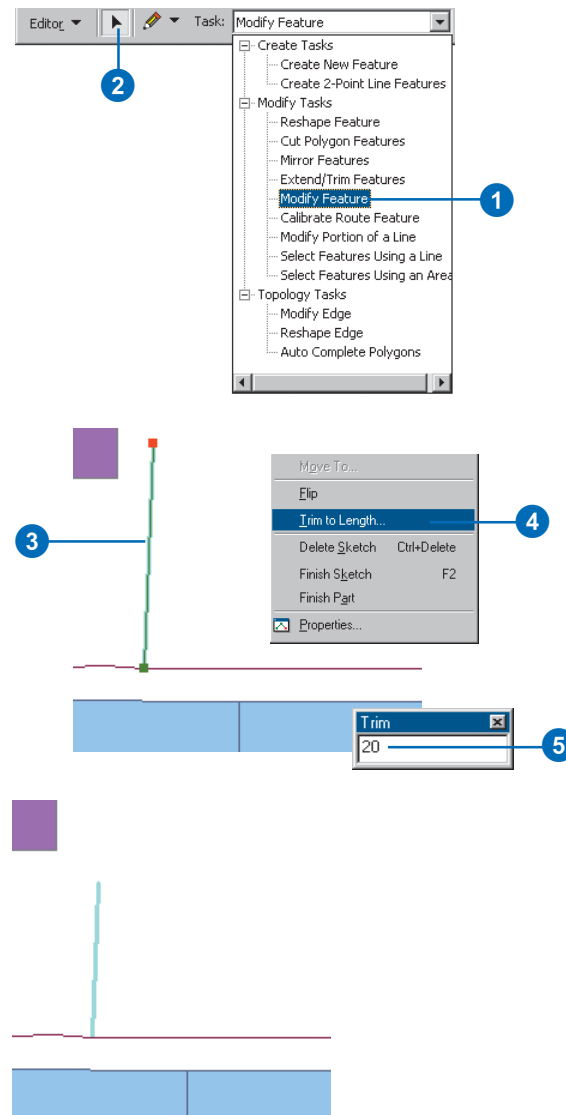 Editor Task: Modify Feature
2
Create Tasks
Create New Feature
Create 2-Point Line Features
Modify Tasks
Reshape Feature
Cut Polygon Features
Mirror Features
Extend/Trim Features
Modify Feature 1
Calibrate Route Feature
Modify Portion of a Line
Select Features Using a Line
Select Features Using an Area
Topology Tasks
Modify Edge
Reshape Edge
Auto Complete Polygons
3
Move To...
Flip
Trim to Length... 4
Delete Sketch Ctrl+Delete
Finish Sketch F2
Finish Part
Properties...
Trim
20 5